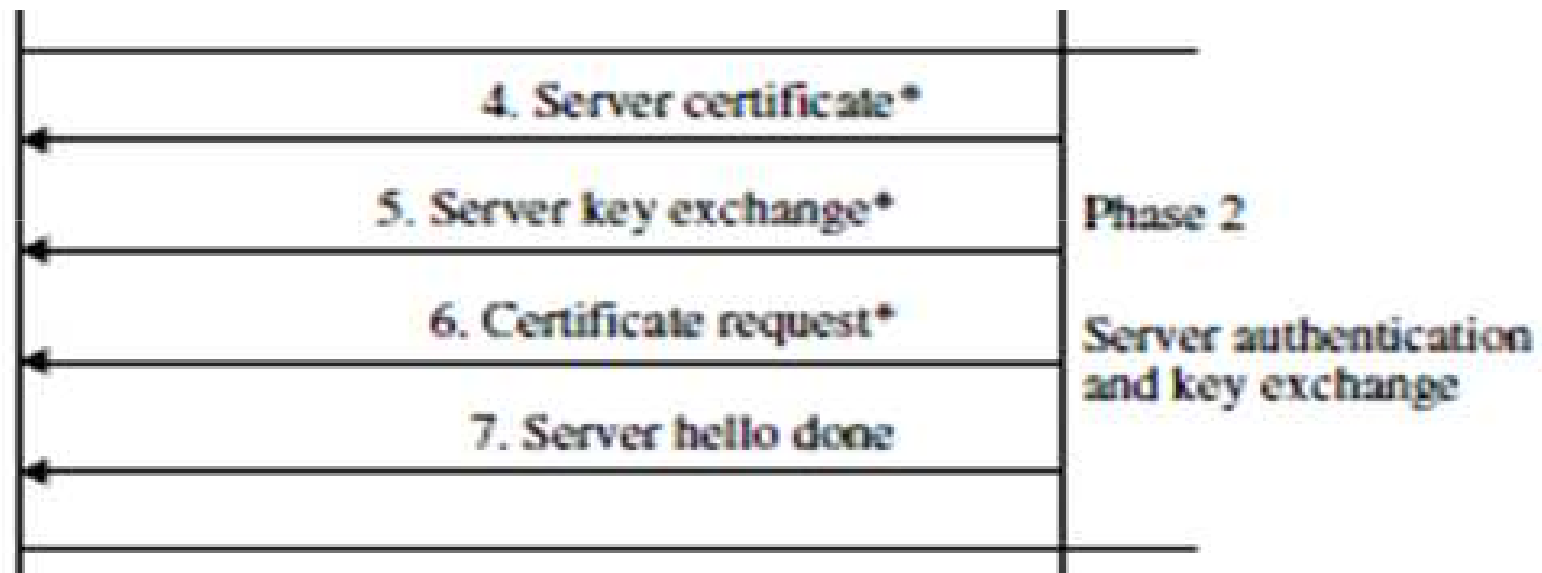 4. Server certificate*
5. Server key exchange*
Phase 2
6. Certificate request*
Server authentication
and key exchange
7. Server hello done